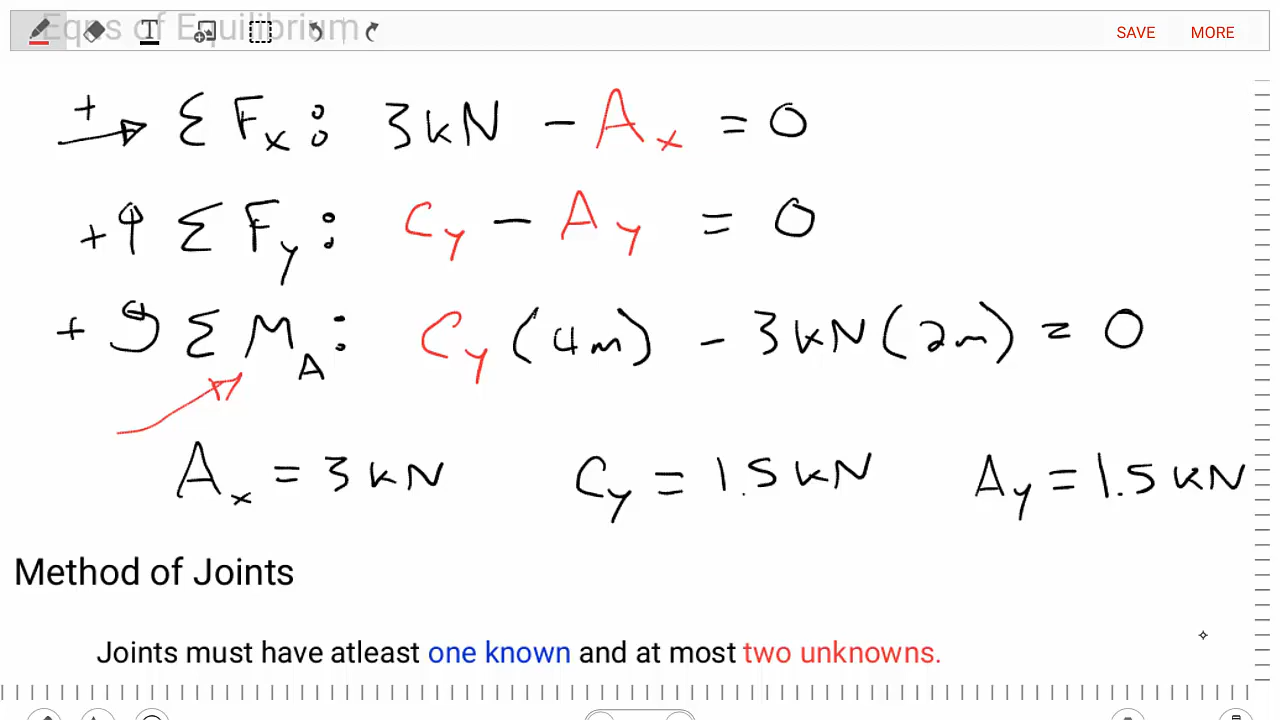 Eqns of Equilibrium
T SAVE MORE
+→ ΣFx: 3kN - Ax = 0
+↑ ΣFy: Cy - Ay = 0
+↺ ΣMA: Cy(4m) - 3kN(2m) = 0
Ax = 3kN Cy = 1.5kN Ay = 1.5kN
Method of Joints
Joints must have atleast one known and at most two unknowns.